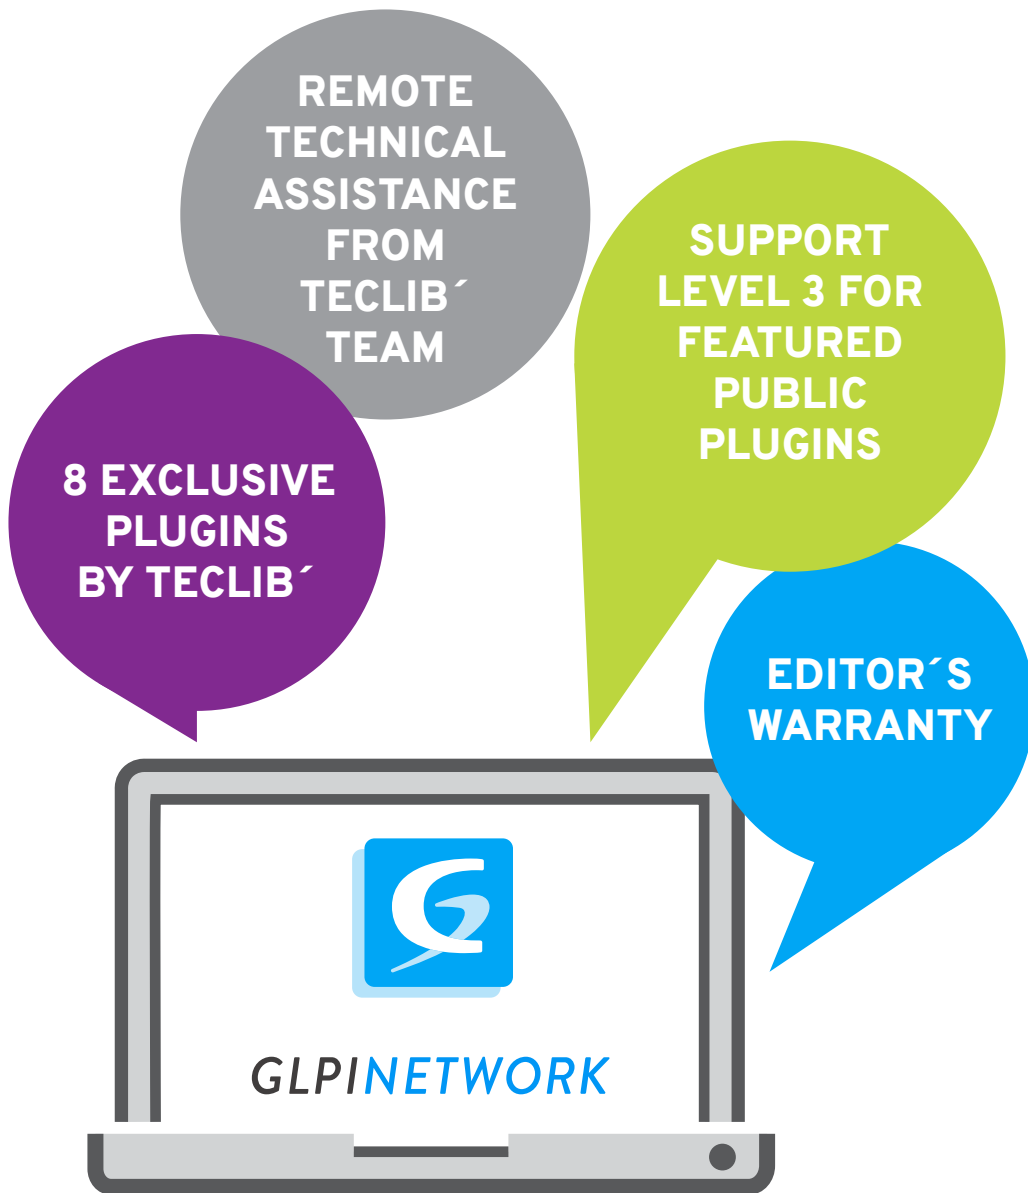 REMOTE
TECHNICAL
ASSISTANCE
FROM
TECLIB´
TEAM
SUPPORT
LEVEL 3 FOR
FEATURED
PUBLIC
PLUGINS
8 EXCLUSIVE
PLUGINS
BY TECLIB´
EDITOR´S
WARRANTY
GLPINETWORK